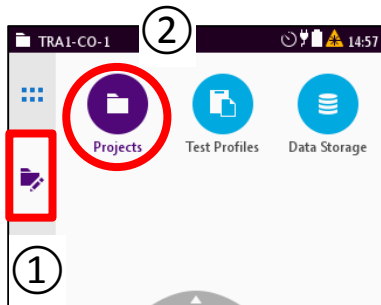 TRA1-CO-1
②
14:57
Projects
Test Profiles
Data Storage
①